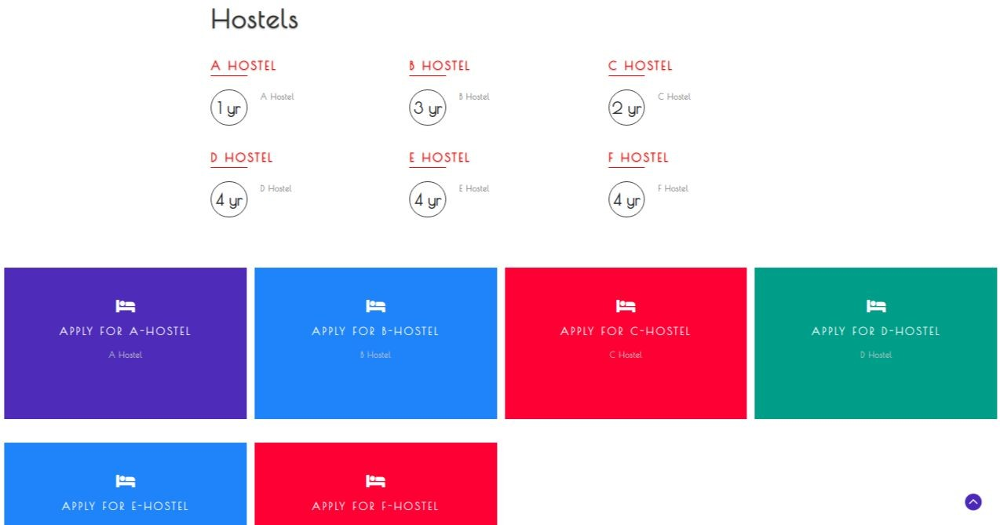 Hostels
A HOSTEL
B HOSTEL
C HOSTEL
1 yr
A Hostel
3 yr
B Hostel
2 yr
C Hostel
D HOSTEL
E HOSTEL
F HOSTEL
4 yr
D Hostel
4 yr
E Hostel
4 yr
F Hostel
APPLY FOR A-HOSTEL
A Hostel
APPLY FOR B-HOSTEL
B Hostel
APPLY FOR C-HOSTEL
C Hostel
APPLY FOR D-HOSTEL
D Hostel
APPLY FOR E-HOSTEL
APPLY FOR F-HOSTEL